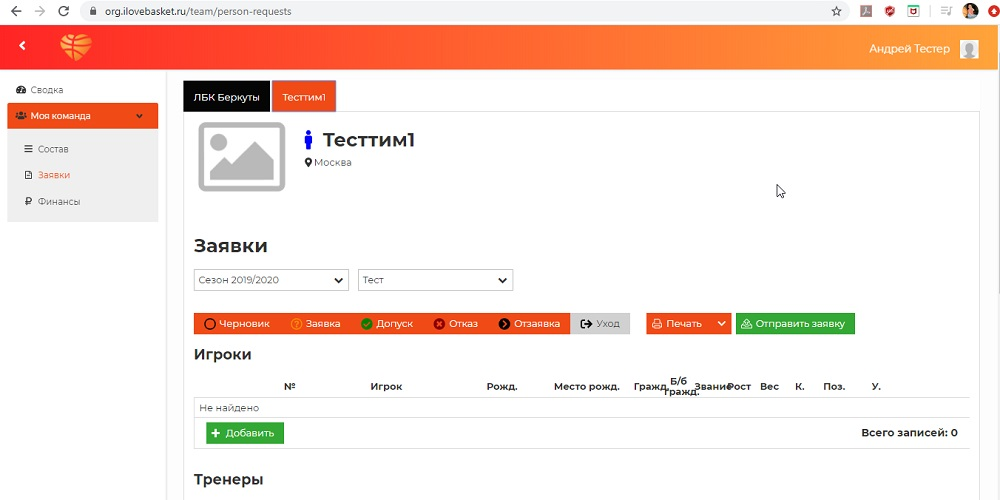 org.ilovebasket.ru/team/person-requests
Андрей Тестер
Сводка
Моя команда
Состав
Заявки
Финансы
ЛБК Беркуты
Тесттим1
Тесттим1
Москва
Заявки
Сезон 2019/2020
Тест
Черновик
Заявка
Допуск
Отказ
Отзаявка
Уход
Печать
Отправить заявку
Игроки
№ Игрок Рожд. Место рожд. Гражд. Б/б гражд. Звание Рост Вес К. Поз. У.
Не найдено
+ Добавить
Всего записей: 0
Тренеры